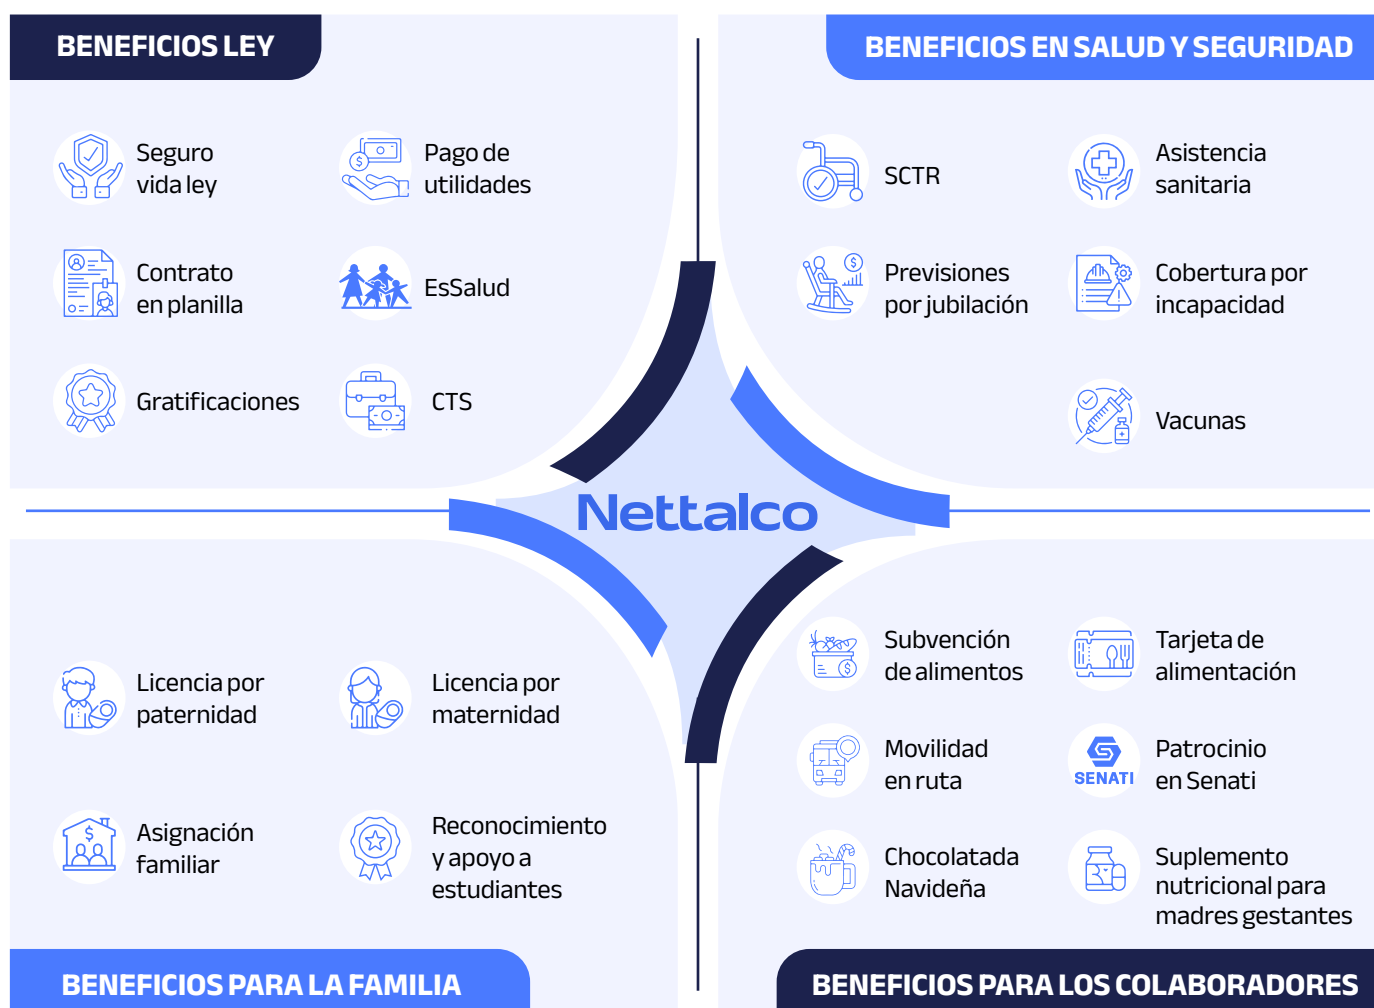 BENEFICIOS LEY
Seguro
vida ley
Pago de
utilidades
Contrato
en planilla
EsSalud
Gratificaciones
CTS
BENEFICIOS EN SALUD Y SEGURIDAD
SCTR
Asistencia
sanitaria
Previsiones
por jubilación
Cobertura por
incapacidad
Vacunas
Nettalco
Licencia por
paternidad
Licencia por
maternidad
Asignación
familiar
Reconocimiento
y apoyo a
estudiantes
BENEFICIOS PARA LA FAMILIA
Subvención
de alimentos
Tarjeta de
alimentación
Movilidad
en ruta
SENATI
Patrocinio
en Senati
Chocolatada
Navideña
Suplemento
nutricional para
madres gestantes
BENEFICIOS PARA LOS COLABORADORES